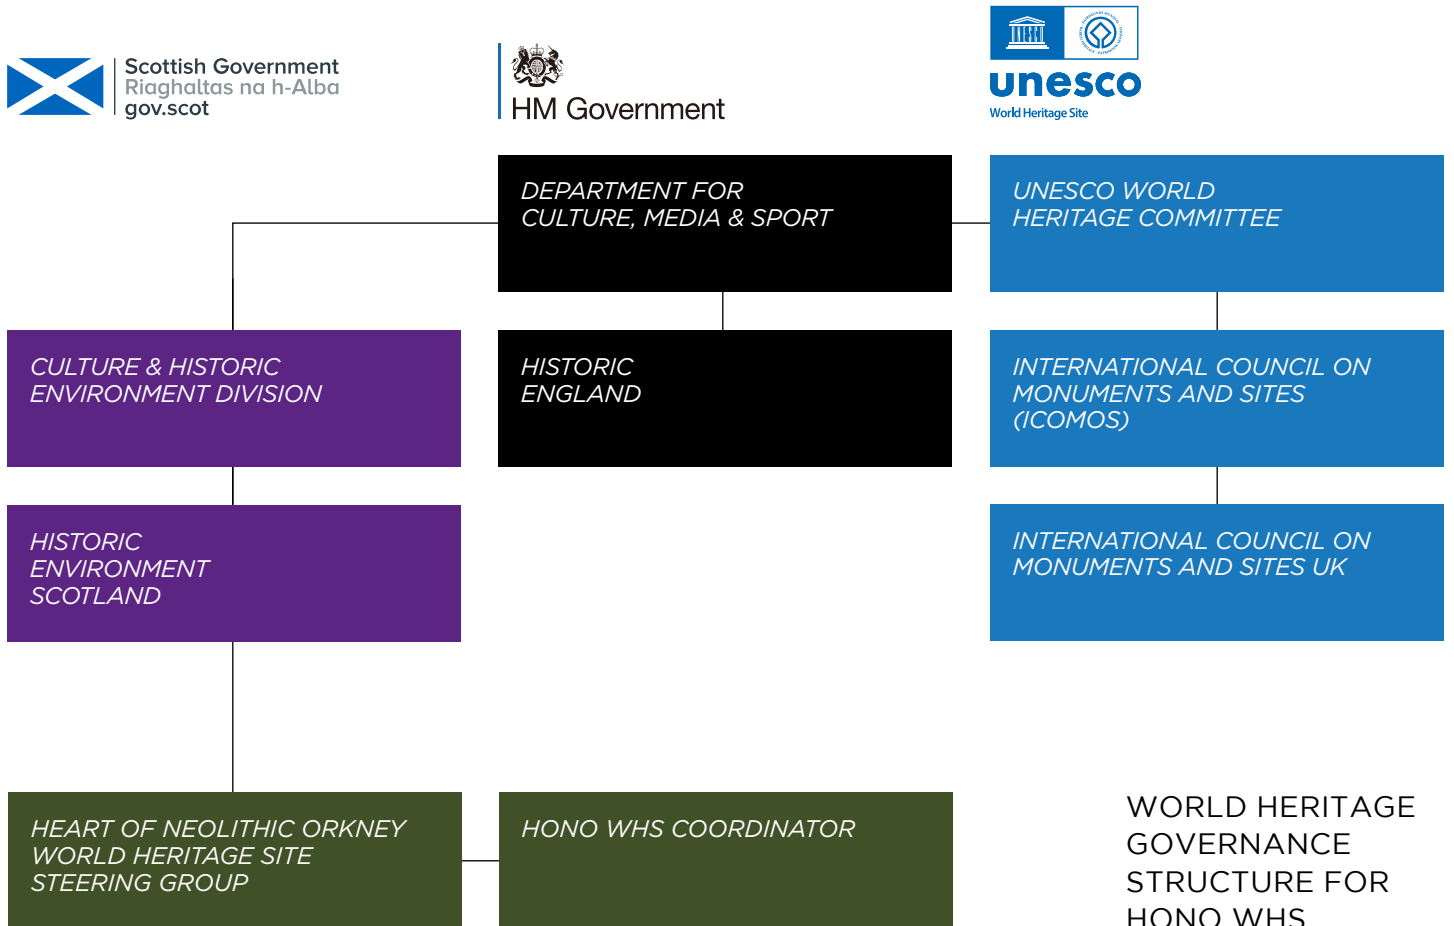 Scottish Government
Riaghaltas na h-Alba
gov.scot
HM Government
unesco
World Heritage Site
DEPARTMENT FOR
CULTURE, MEDIA & SPORT
UNESCO WORLD
HERITAGE COMMITTEE
CULTURE & HISTORIC
ENVIRONMENT DIVISION
HISTORIC
ENGLAND
INTERNATIONAL COUNCIL ON
MONUMENTS AND SITES
(ICOMOS)
HISTORIC
ENVIRONMENT
SCOTLAND
INTERNATIONAL COUNCIL ON
MONUMENTS AND SITES UK
HEART OF NEOLITHIC ORKNEY
WORLD HERITAGE SITE
STEERING GROUP
HONO WHS COORDINATOR
WORLD HERITAGE
GOVERNANCE
STRUCTURE FOR
HONO WHS